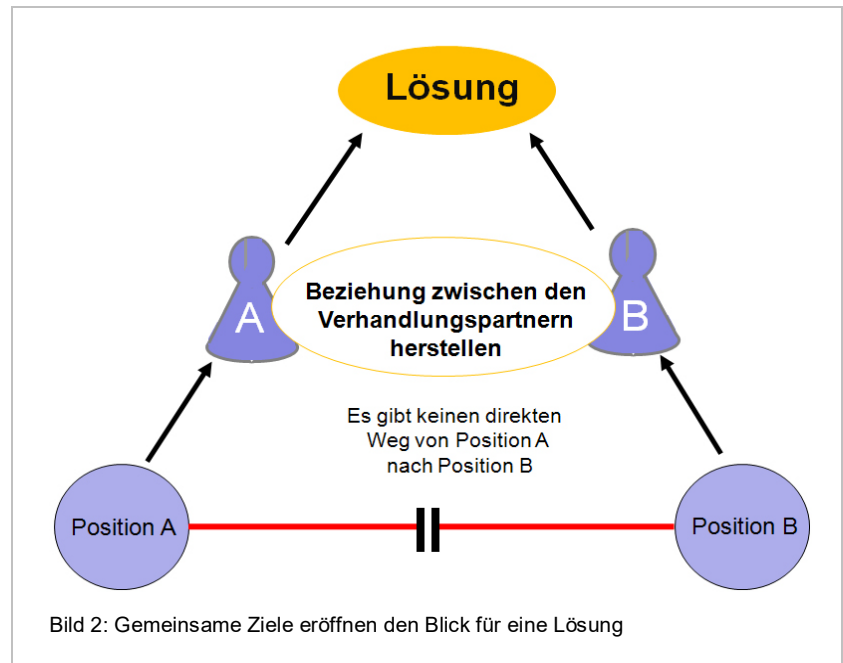 Lösung
Beziehung zwischen den
Verhandlungspartnern
herstellen
A
B
Es gibt keinen direkten
Weg von Position A
nach Position B
Position A
Position B
Bild 2: Gemeinsame Ziele eröffnen den Blick für eine Lösung